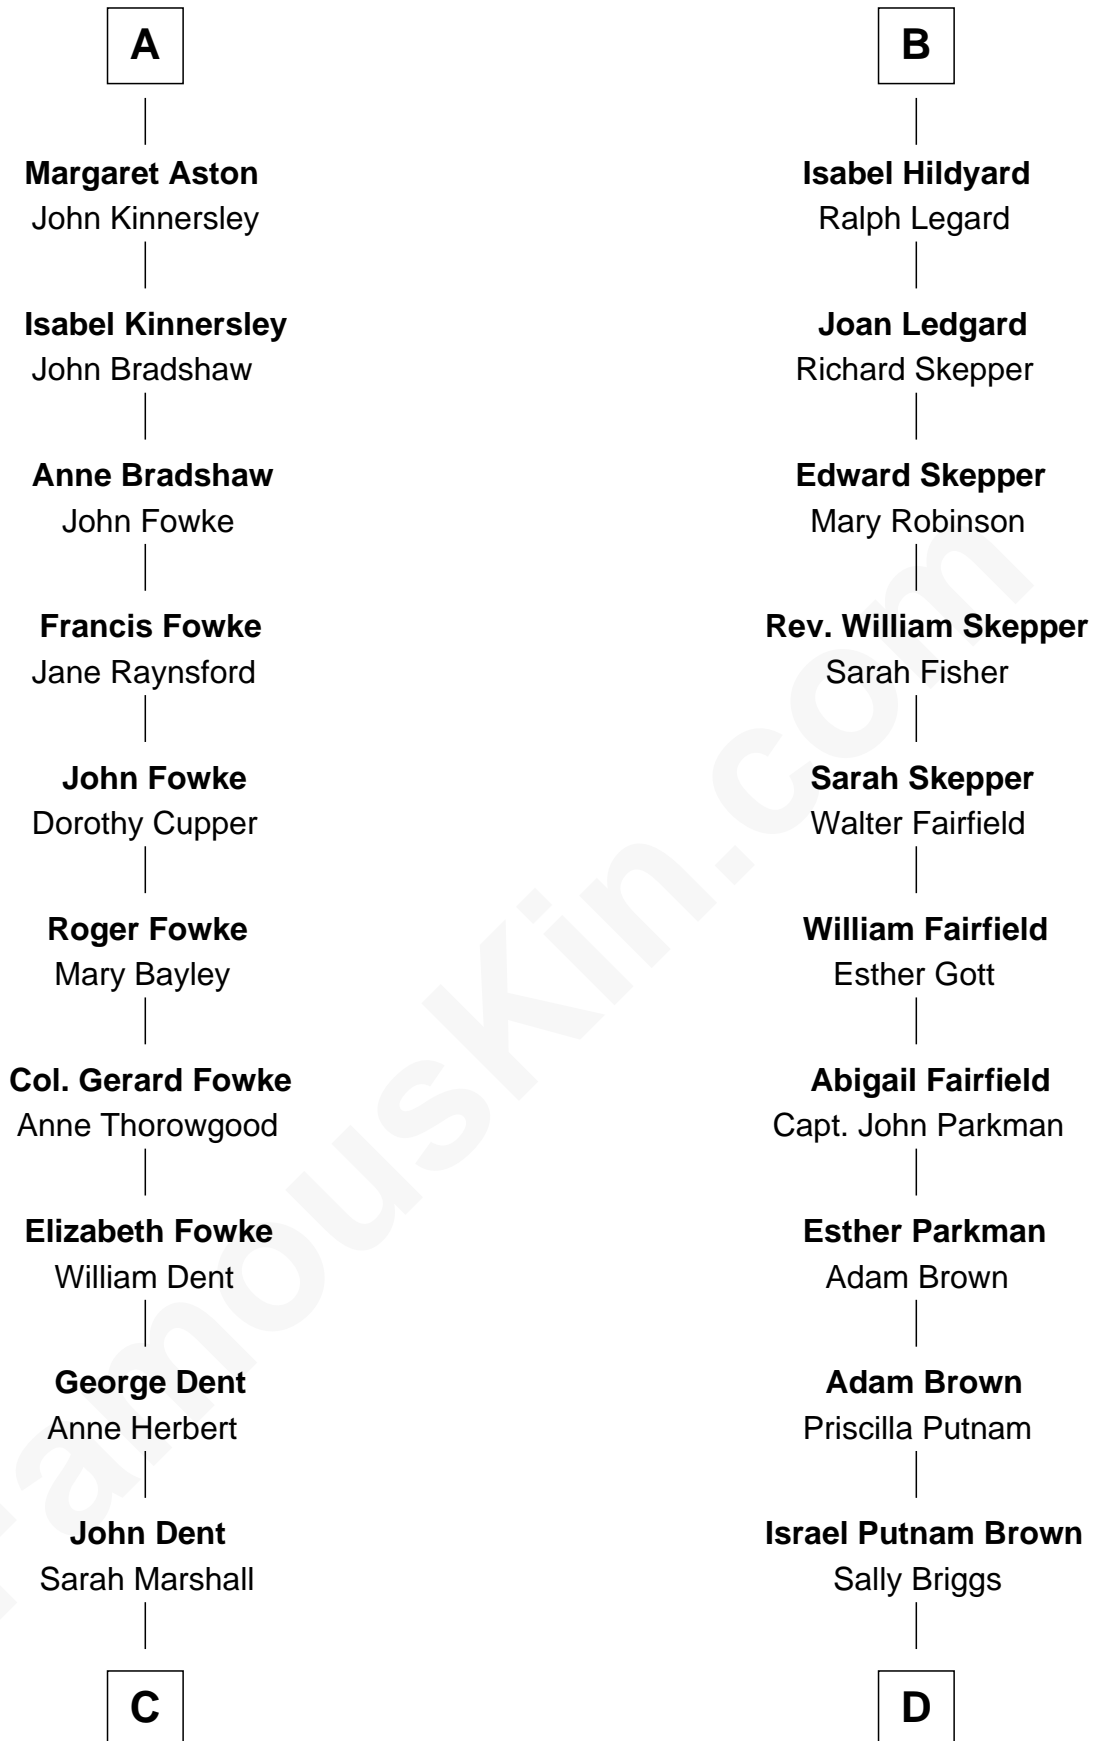 A
Margaret Aston
John Kinnersley
Isabel Kinnersley
John Bradshaw
Anne Bradshaw
John Fowke
Francis Fowke
Jane Raynsford
John Fowke
Dorothy Cupper
Roger Fowke
Mary Bayley
Col. Gerard Fowke
Anne Thorowgood
Elizabeth Fowke
William Dent
George Dent
Anne Herbert
John Dent
Sarah Marshall
C
B
Isabel Hildyard
Ralph Legard
Joan Ledgard
Richard Skepper
Edward Skepper
Mary Robinson
Rev. William Skepper
Sarah Fisher
Sarah Skepper
Walter Fairfield
William Fairfield
Esther Gott
Abigail Fairfield
Capt. John Parkman
Esther Parkman
Adam Brown
Adam Brown
Priscilla Putnam
Israel Putnam Brown
Sally Briggs
D
FamousKin.com